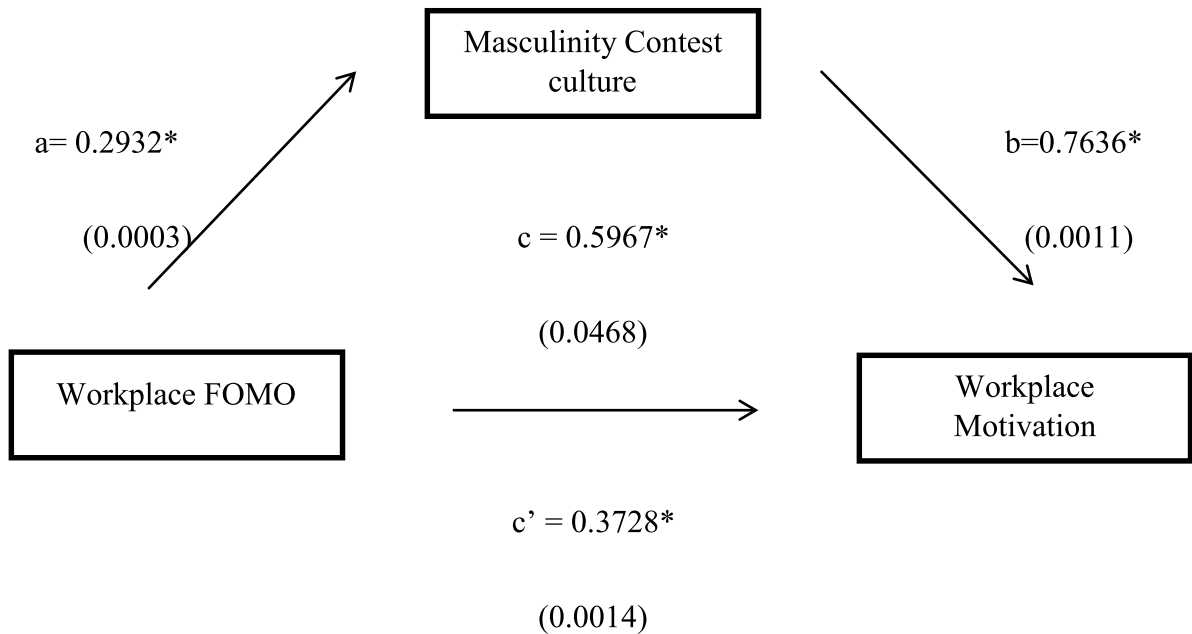 Masculinity Contest
culture
a= 0.2932*
b=0.7636*
(0.0003)
c = 0.5967*
(0.0011)
(0.0468)
Workplace FOMO
Workplace
Motivation
c’ = 0.3728*
(0.0014)